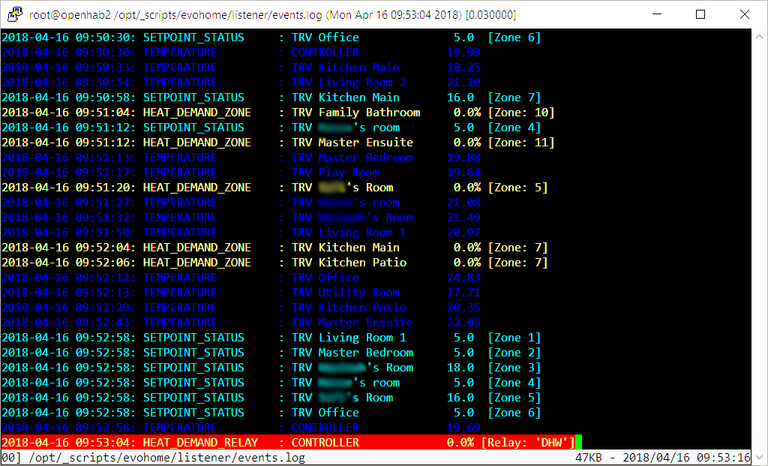 root@openhab2 /opt/_scripts/evohome/listener/events.log (Mon Apr 16 09:53:04 2018) [0.030000]
2018-04-16 09:50:30: SETPOINT_STATUS : TRV Office 5.0 [Zone 6]
2018-04-16 09:50:30: TEMPERATURE : CONTROLLER 19.99
2018-04-16 09:50:33: TEMPERATURE : TRV Kitchen Main 18.25
2018-04-16 09:50:54: TEMPERATURE : TRV Living Room 2 21.10
2018-04-16 09:50:58: SETPOINT_STATUS : TRV Kitchen Main 16.0 [Zone 7]
2018-04-16 09:51:04: HEAT_DEMAND_ZONE : TRV Family Bathroom 0.0% [Zone: 10]
2018-04-16 09:51:12: SETPOINT_STATUS : TRV 's room 5.0 [Zone 4]
2018-04-16 09:51:12: HEAT_DEMAND_ZONE : TRV Master Ensuite 0.0% [Zone: 11]
2018-04-16 09:51:13: TEMPERATURE : TRV Master Bedroom 19.88
2018-04-16 09:51:17: TEMPERATURE : TRV Play Room 19.64
2018-04-16 09:51:20: HEAT_DEMAND_ZONE : TRV 's Room 0.0% [Zone: 5]
2018-04-16 09:51:27: TEMPERATURE : TRV 's room 21.08
2018-04-16 09:51:32: TEMPERATURE : TRV 's Room 21.49
2018-04-16 09:51:50: TEMPERATURE : TRV Living Room 1 20.97
2018-04-16 09:52:04: HEAT_DEMAND_ZONE : TRV Kitchen Main 0.0% [Zone: 7]
2018-04-16 09:52:06: HEAT_DEMAND_ZONE : TRV Kitchen Patio 0.0% [Zone: 7]
2018-04-16 09:52:12: TEMPERATURE : TRV Office 24.83
2018-04-16 09:52:13: TEMPERATURE : TRV Utility Room 17.71
2018-04-16 09:52:29: TEMPERATURE : TRV Kitchen Patio 20.35
2018-04-16 09:52:43: TEMPERATURE : TRV Master Ensuite 22.05
2018-04-16 09:52:58: SETPOINT_STATUS : TRV Living Room 1 5.0 [Zone 1]
2018-04-16 09:52:58: SETPOINT_STATUS : TRV Master Bedroom 5.0 [Zone 2]
2018-04-16 09:52:58: SETPOINT_STATUS : TRV 's Room 18.0 [Zone 3]
2018-04-16 09:52:58: SETPOINT_STATUS : TRV 's room 5.0 [Zone 4]
2018-04-16 09:52:58: SETPOINT_STATUS : TRV 's Room 16.0 [Zone 5]
2018-04-16 09:52:58: SETPOINT_STATUS : TRV Office 5.0 [Zone 6]
2018-04-16 09:52:58: TEMPERATURE : CONTROLLER 19.69
2018-04-16 09:53:04: HEAT_DEMAND_RELAY : CONTROLLER 0.0% [Relay: 'DHW']
00] /opt/_scripts/evohome/listener/events.log 47KB - 2018/04/16 09:53:16